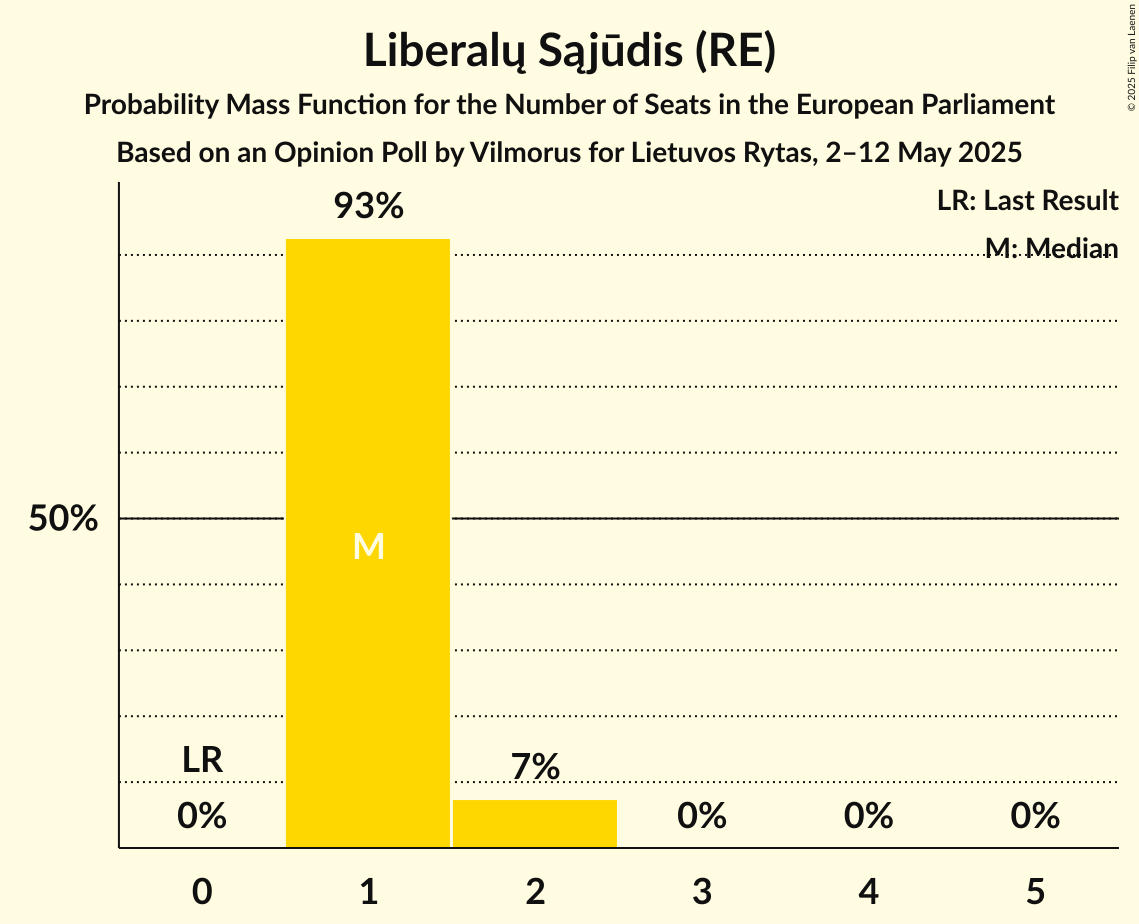 Liberalų Sąjūdis (RE)
Probability Mass Function for the Number of Seats in the European Parliament
Based on an Opinion Poll by Vilmorus for Lietuvos Rytas, 2–12 May 2025
© 2025 Filip van Laenen
LR: Last Result
M: Median
93%
50%
M
LR
7%
0%
0%
0%
0%
0
1
2
3
4
5